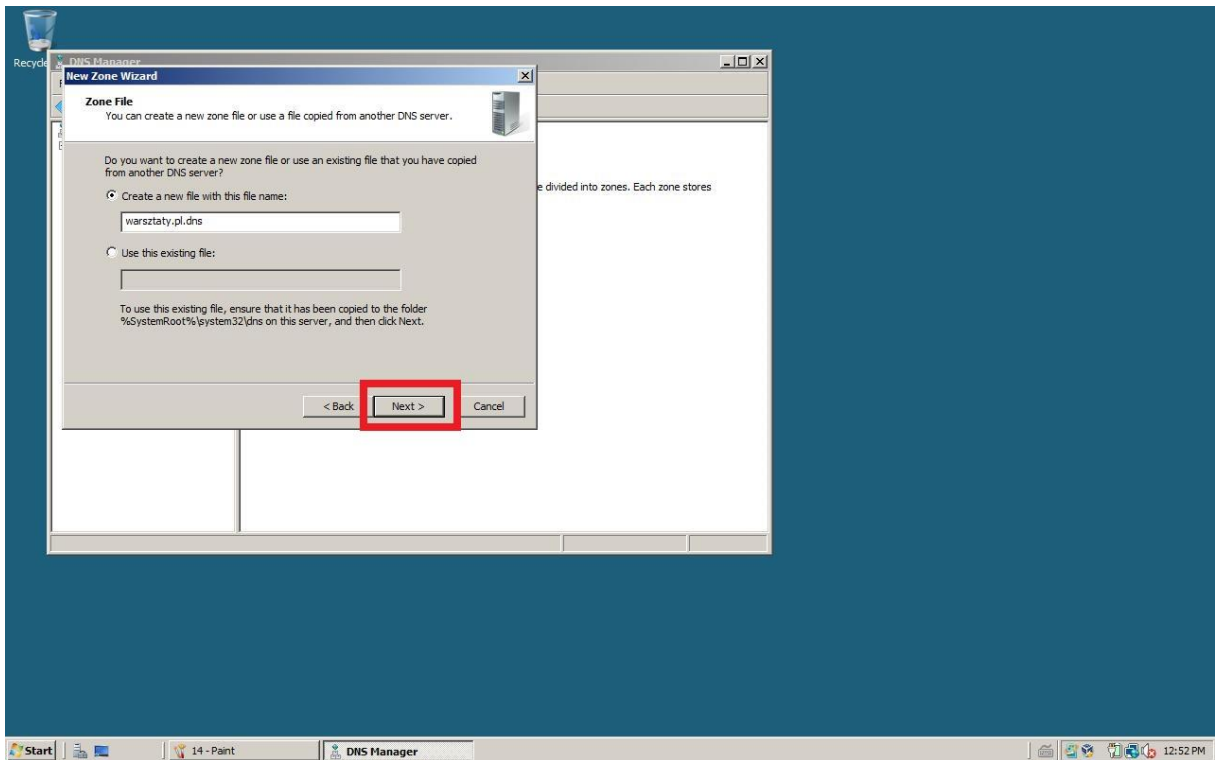 Recycle
DNS Manager
New Zone Wizard
Zone File
You can create a new zone file or use a file copied from another DNS server.
Do you want to create a new zone file or use an existing file that you have copied
from another DNS server?
Create a new file with this file name:
e divided into zones. Each zone stores
warsztaty.pl.dns
Use this existing file:
To use this existing file, ensure that it has been copied to the folder
%SystemRoot%\system32\dns on this server, and then click Next.
< Back Next > Cancel
Start 14 - Paint DNS Manager 12:52 PM